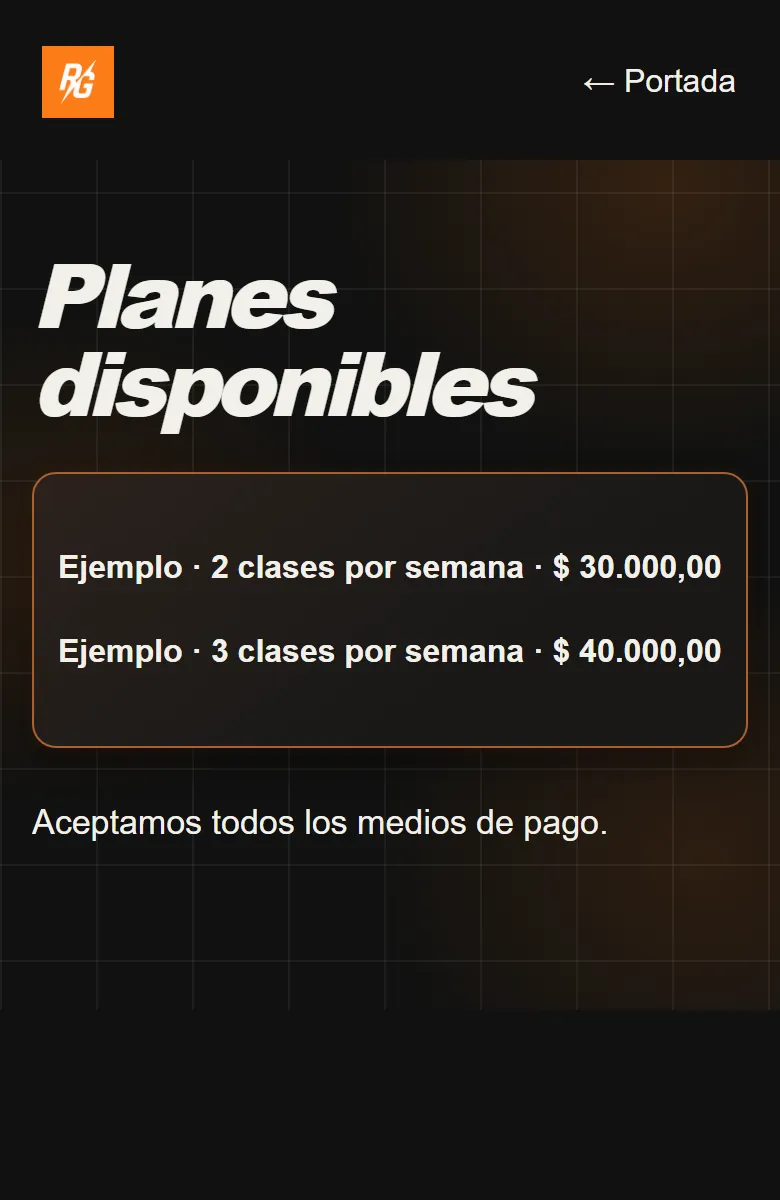 RG
← Portada
Planes
disponibles
Ejemplo · 2 clases por semana · $ 30.000,00
Ejemplo · 3 clases por semana · $ 40.000,00
Aceptamos todos los medios de pago.